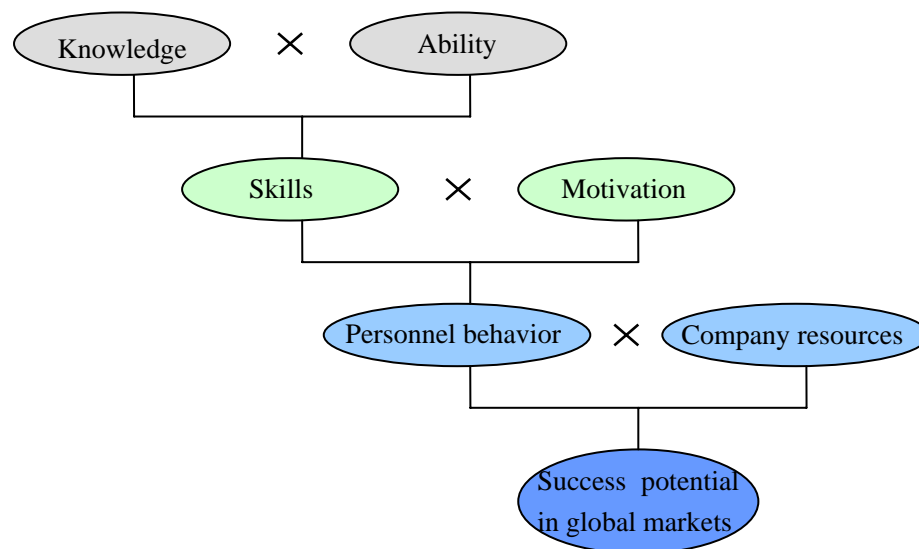 Knowledge × Ability
Skills × Motivation
Personnel behavior × Company resources
Success potential
in global markets